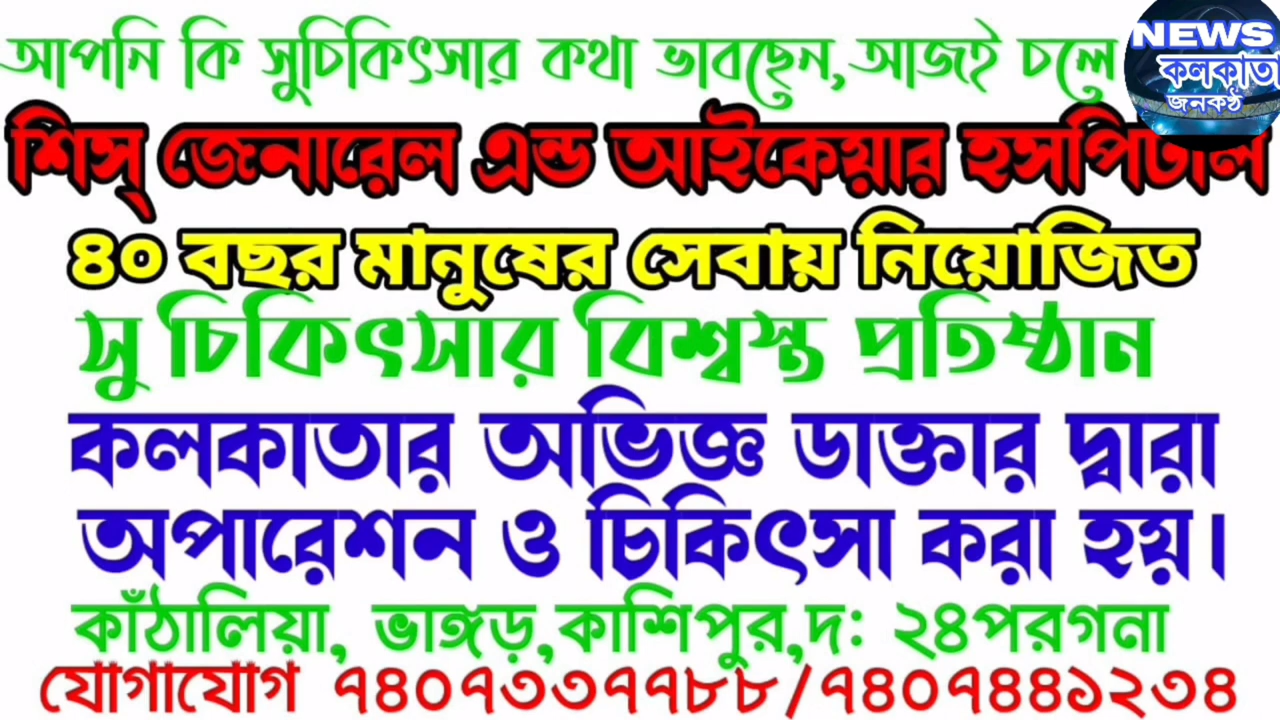 আপনি কি সুচিকিৎসার কথা ভাবছেন,আজই চলে
NEWS
কলকাতা
জনকন্ঠ
শিস্ জেনারেল এন্ড আইকেয়ার হসপিটাল
৪০ বছর মানুষের সেবায় নিয়োজিত
সু চিকিৎসার বিশ্বস্ত প্রতিষ্ঠান
কলকাতার অভিজ্ঞ ডাক্তার দ্বারা
অপারেশন ও চিকিৎসা করা হয়।
কাঁঠালিয়া, ভাঙ্গড়,কাশিপুর,দঃ ২৪পরগনা
যোগাযোগ ৭৪০৭৩৩৭৭৮৮/৭৪০৭৪৪১২৩৪